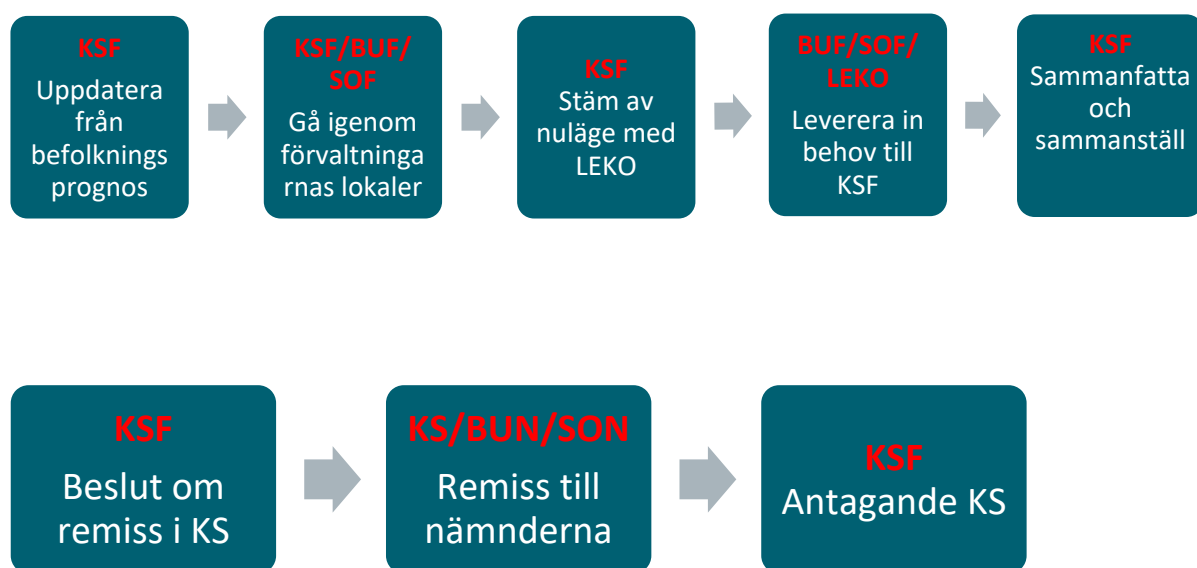 KSF
Uppdatera
från
befolknings
prognos
KSF/BUF/
SOF
Gå igenom
förvaltninga
rnas lokaler
KSF
Stäm av
nuläge med
LEKO
BUF/SOF/
LEKO
Leverera in
behov till
KSF
KSF
Sammanfatta
och
sammanställ
KSF
Beslut om
remiss i KS
KS/BUN/SON
Remiss till
nämnderna
KSF
Antagande KS